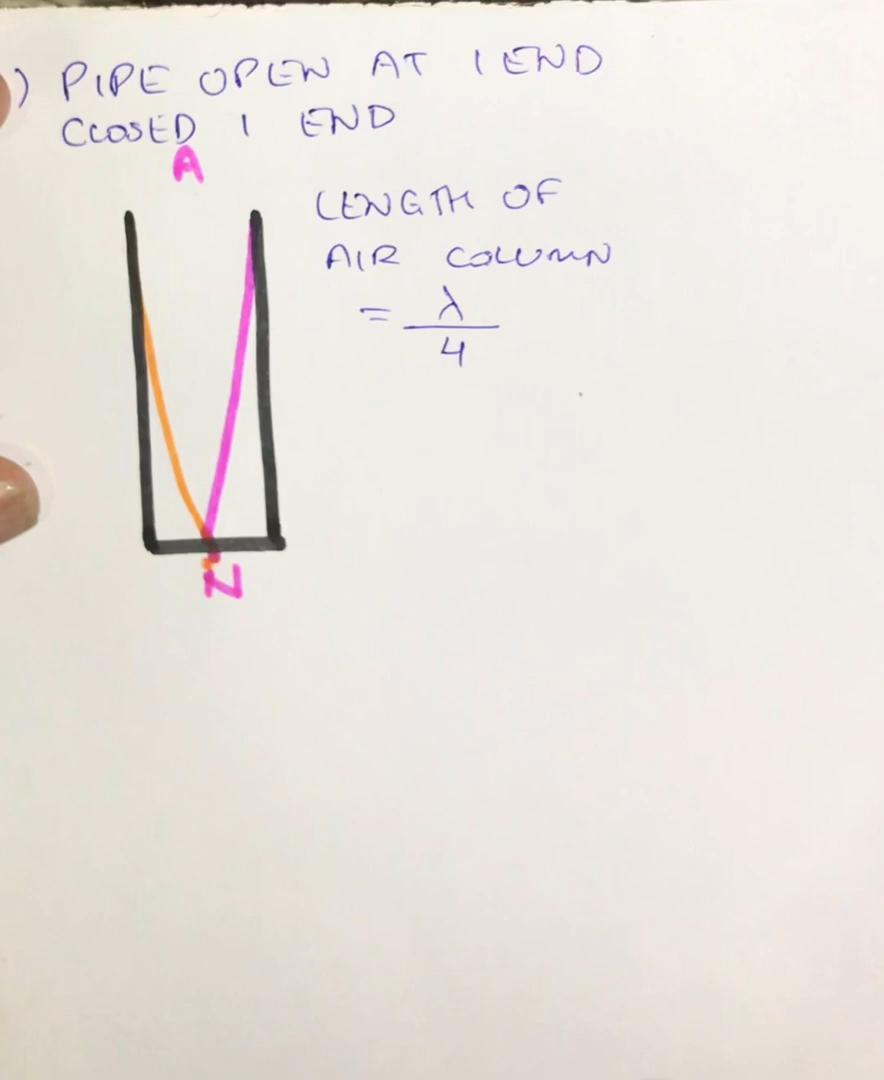 ) PIPE OPEN AT 1 END
CLOSED 1 END
A
LENGTH OF
AIR COLUMN
= λ/4
N